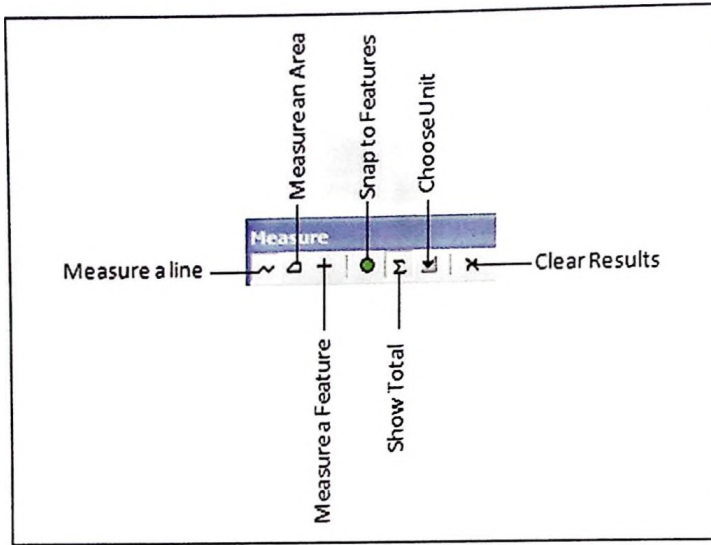 Measure an Area
Snap to Features
Choose Unit
Measure
Measure a line
Σ
Clear Results
Measure a Feature
Show Total